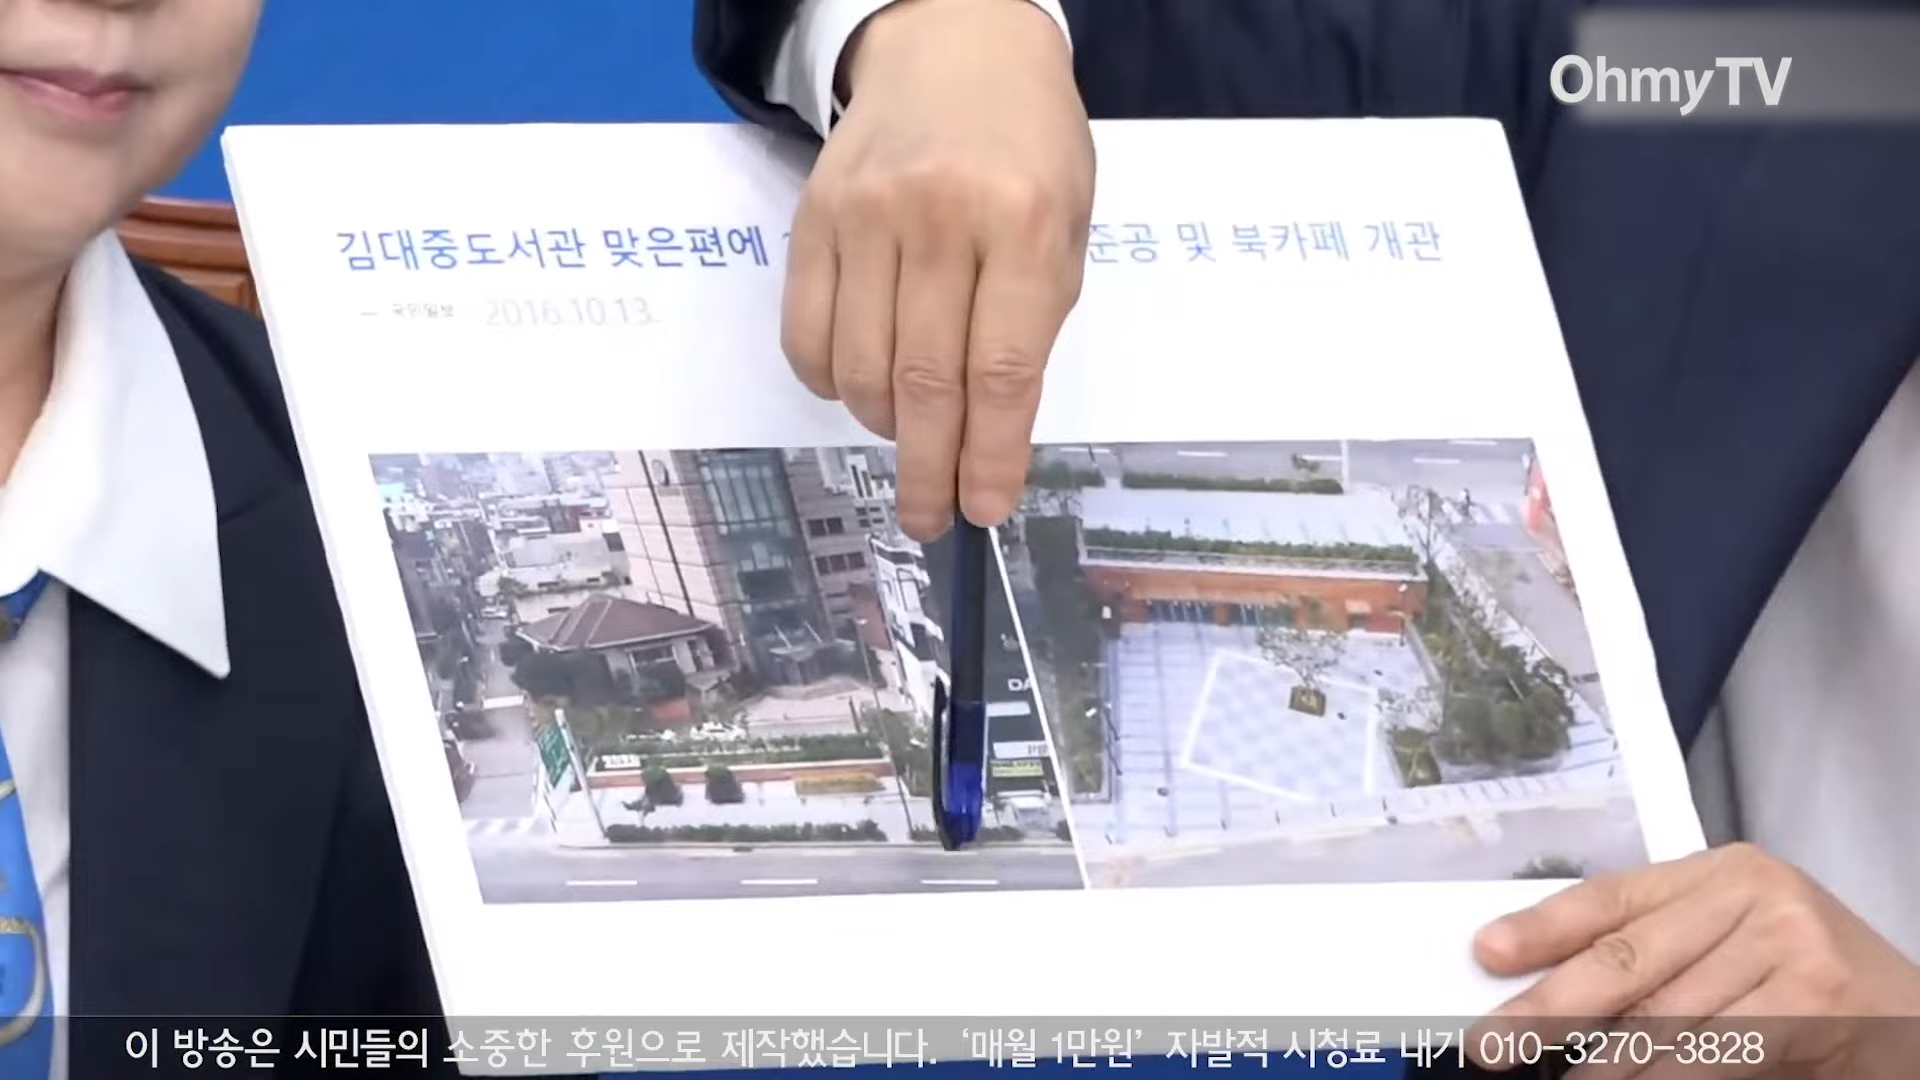 OhmyTV
김대중도서관 맞은편에 준공 및 북카페 개관
– 국민일보 2016.10.13.
DA
이 방송은 시민들의 소중한 후원으로 제작했습니다. ‘매월 1만원’ 자발적 시청료 내기 010-3270-3828